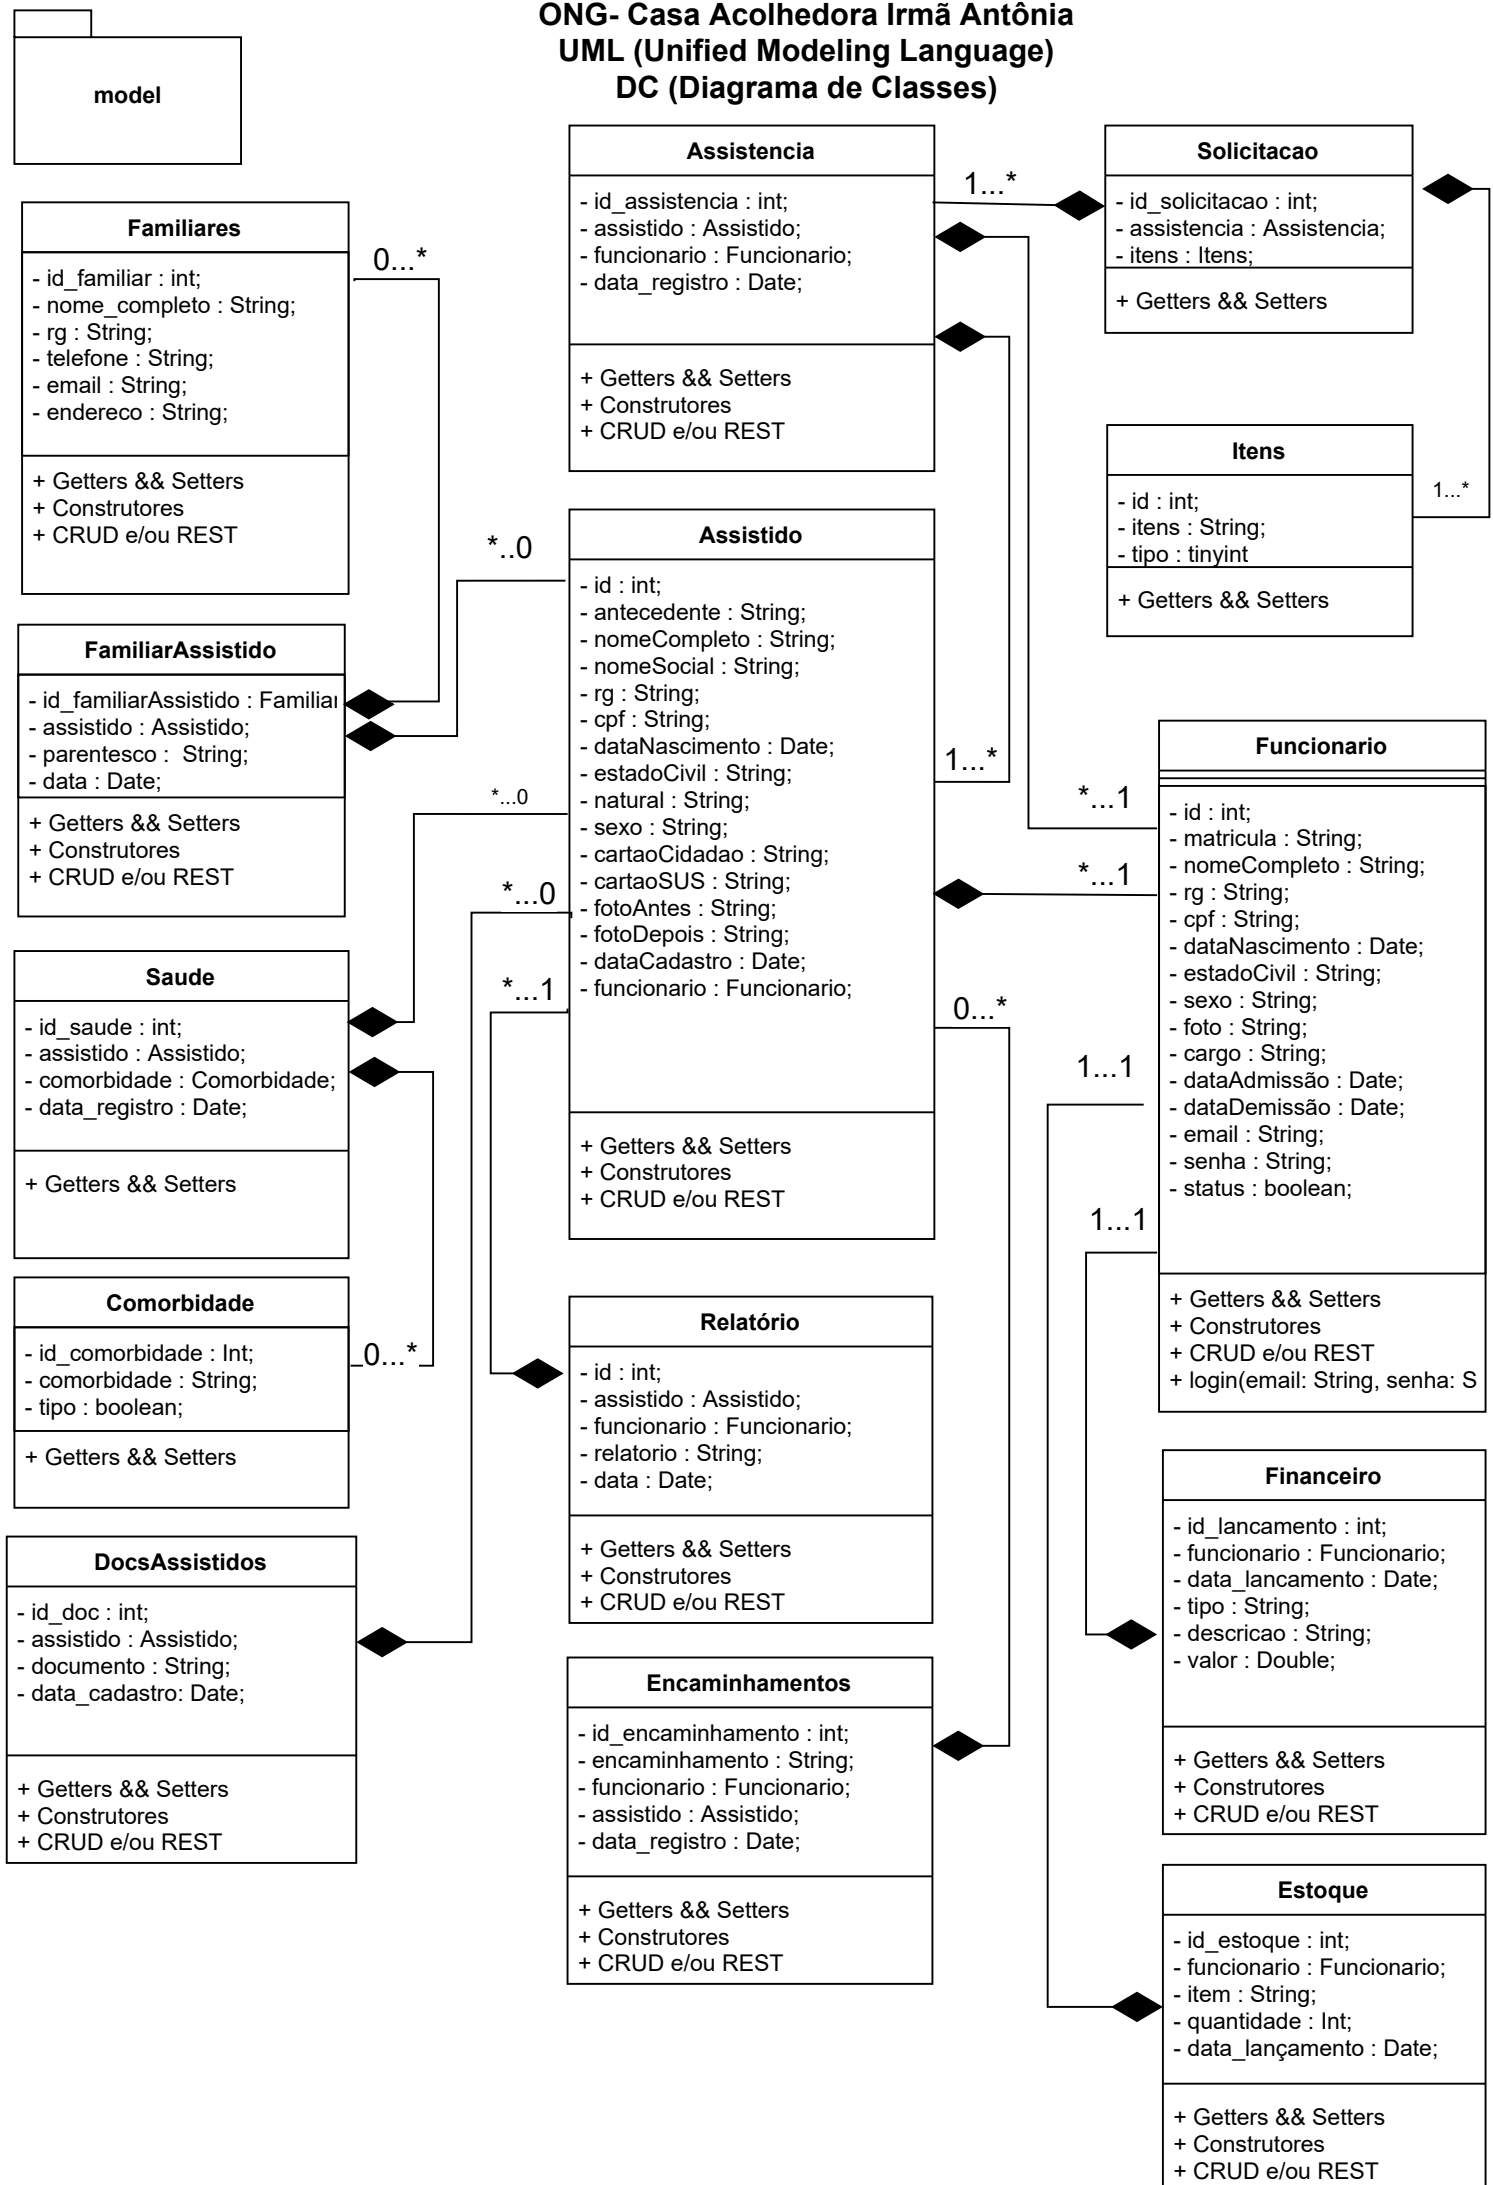 ONG- Casa Acolhedora Irmã Antônia
UML (Unified Modeling Language)
DC (Diagrama de Classes)
model
Familiares
- id_familiar : int;
- nome_completo : String;
- rg : String;
- telefone : String;
- email : String;
- endereco : String;
+ Getters && Setters
+ Construtores
+ CRUD e/ou REST
0...*
Assistencia
- id_assistencia : int;
- assistido : Assistido;
- funcionario : Funcionario;
- data_registro : Date;
+ Getters && Setters
+ Construtores
+ CRUD e/ou REST
1...*
Solicitacao
- id_solicitacao : int;
- assistencia : Assistencia;
- itens : Itens;
+ Getters && Setters
Itens
- id : int;
- itens : String;
- tipo : tinyint
+ Getters && Setters
1...*
FamiliarAssistido
- id_familiarAssistido : Familiar
- assistido : Assistido;
- parentesco :  String;
- data : Date;
+ Getters && Setters
+ Construtores
+ CRUD e/ou REST
*..0
*...0
*...0
*...1
Assistido
- id : int;
- antecedente : String;
- nomeCompleto : String;
- nomeSocial : String;
- rg : String;
- cpf : String;
- dataNascimento : Date;
- estadoCivil : String;
- natural : String;
- sexo : String;
- cartaoCidadao : String;
- cartaoSUS : String;
- fotoAntes : String;
- fotoDepois : String;
- dataCadastro : Date;
- funcionario : Funcionario;
+ Getters && Setters
+ Construtores
+ CRUD e/ou REST
1...*
*...1
*...1
0...*
1...1
1...1
Funcionario
- id : int;
- matricula : String;
- nomeCompleto : String;
- rg : String;
- cpf : String;
- dataNascimento : Date;
- estadoCivil : String;
- sexo : String;
- foto : String;
- cargo : String;
- dataAdmissão : Date;
- dataDemissão : Date;
- email : String;
- senha : String;
- status : boolean;
+ Getters && Setters
+ Construtores
+ CRUD e/ou REST
+ login(email: String, senha: S
Saude
- id_saude : int;
- assistido : Assistido;
- comorbidade : Comorbidade;
- data_registro : Date;
+ Getters && Setters
Comorbidade
- id_comorbidade : Int;
- comorbidade : String;
- tipo : boolean;
+ Getters && Setters
0...*
Relatório
- id : int;
- assistido : Assistido;
- funcionario : Funcionario;
- relatorio : String;
- data : Date;
+ Getters && Setters
+ Construtores
+ CRUD e/ou REST
Financeiro
- id_lancamento : int;
- funcionario : Funcionario;
- data_lancamento : Date;
- tipo : String;
- descricao : String;
- valor : Double;
+ Getters && Setters
+ Construtores
+ CRUD e/ou REST
DocsAssistidos
- id_doc : int;
- assistido : Assistido;
- documento : String;
- data_cadastro: Date;
+ Getters && Setters
+ Construtores
+ CRUD e/ou REST
Encaminhamentos
- id_encaminhamento : int;
- encaminhamento : String;
- funcionario : Funcionario;
- assistido : Assistido;
- data_registro : Date;
+ Getters && Setters
+ Construtores
+ CRUD e/ou REST
Estoque
- id_estoque : int;
- funcionario : Funcionario;
- item : String;
- quantidade : Int;
- data_lançamento : Date;
+ Getters && Setters
+ Construtores
+ CRUD e/ou REST